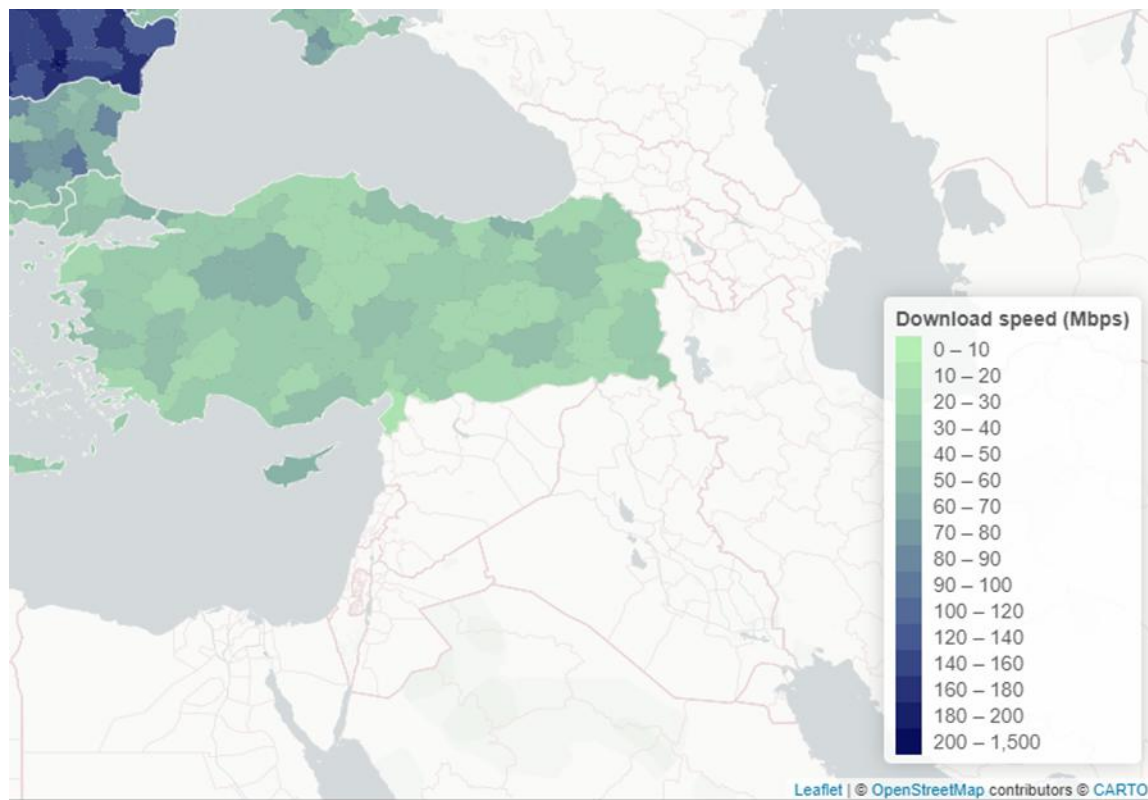 Download speed (Mbps)
0 – 10
10 – 20
20 – 30
30 – 40
40 – 50
50 – 60
60 – 70
70 – 80
80 – 90
90 – 100
100 – 120
120 – 140
140 – 160
160 – 180
180 – 200
200 – 1,500
Leaflet | © OpenStreetMap contributors © CARTO